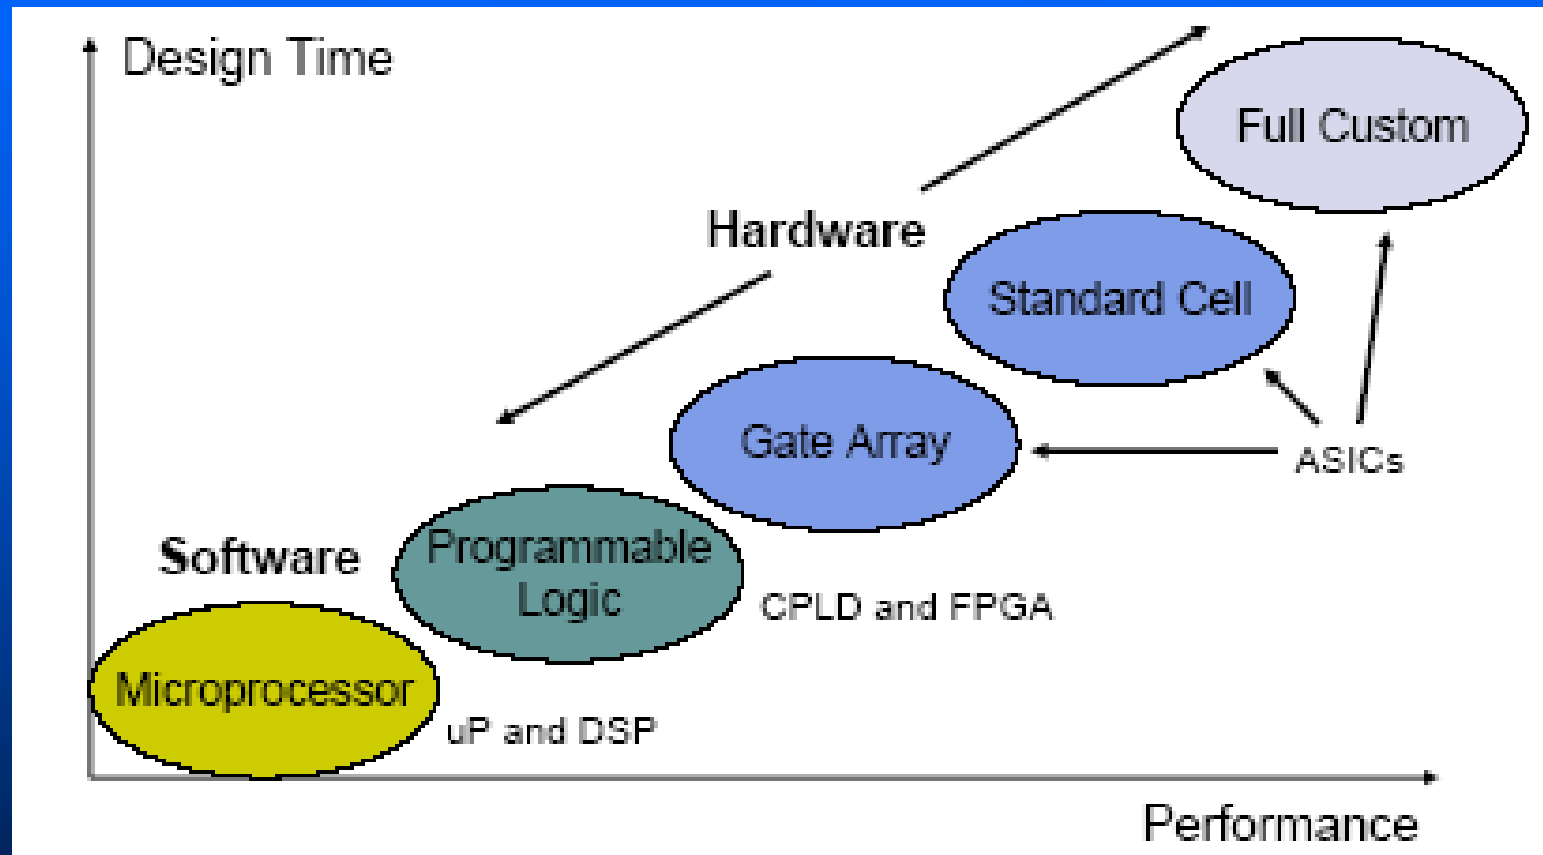 Design Time
Full Custom
Hardware
Standard Cell
Gate Array
ASICs
Software
Programmable
Logic
CPLD and FPGA
Microprocessor
uP and DSP
Performance